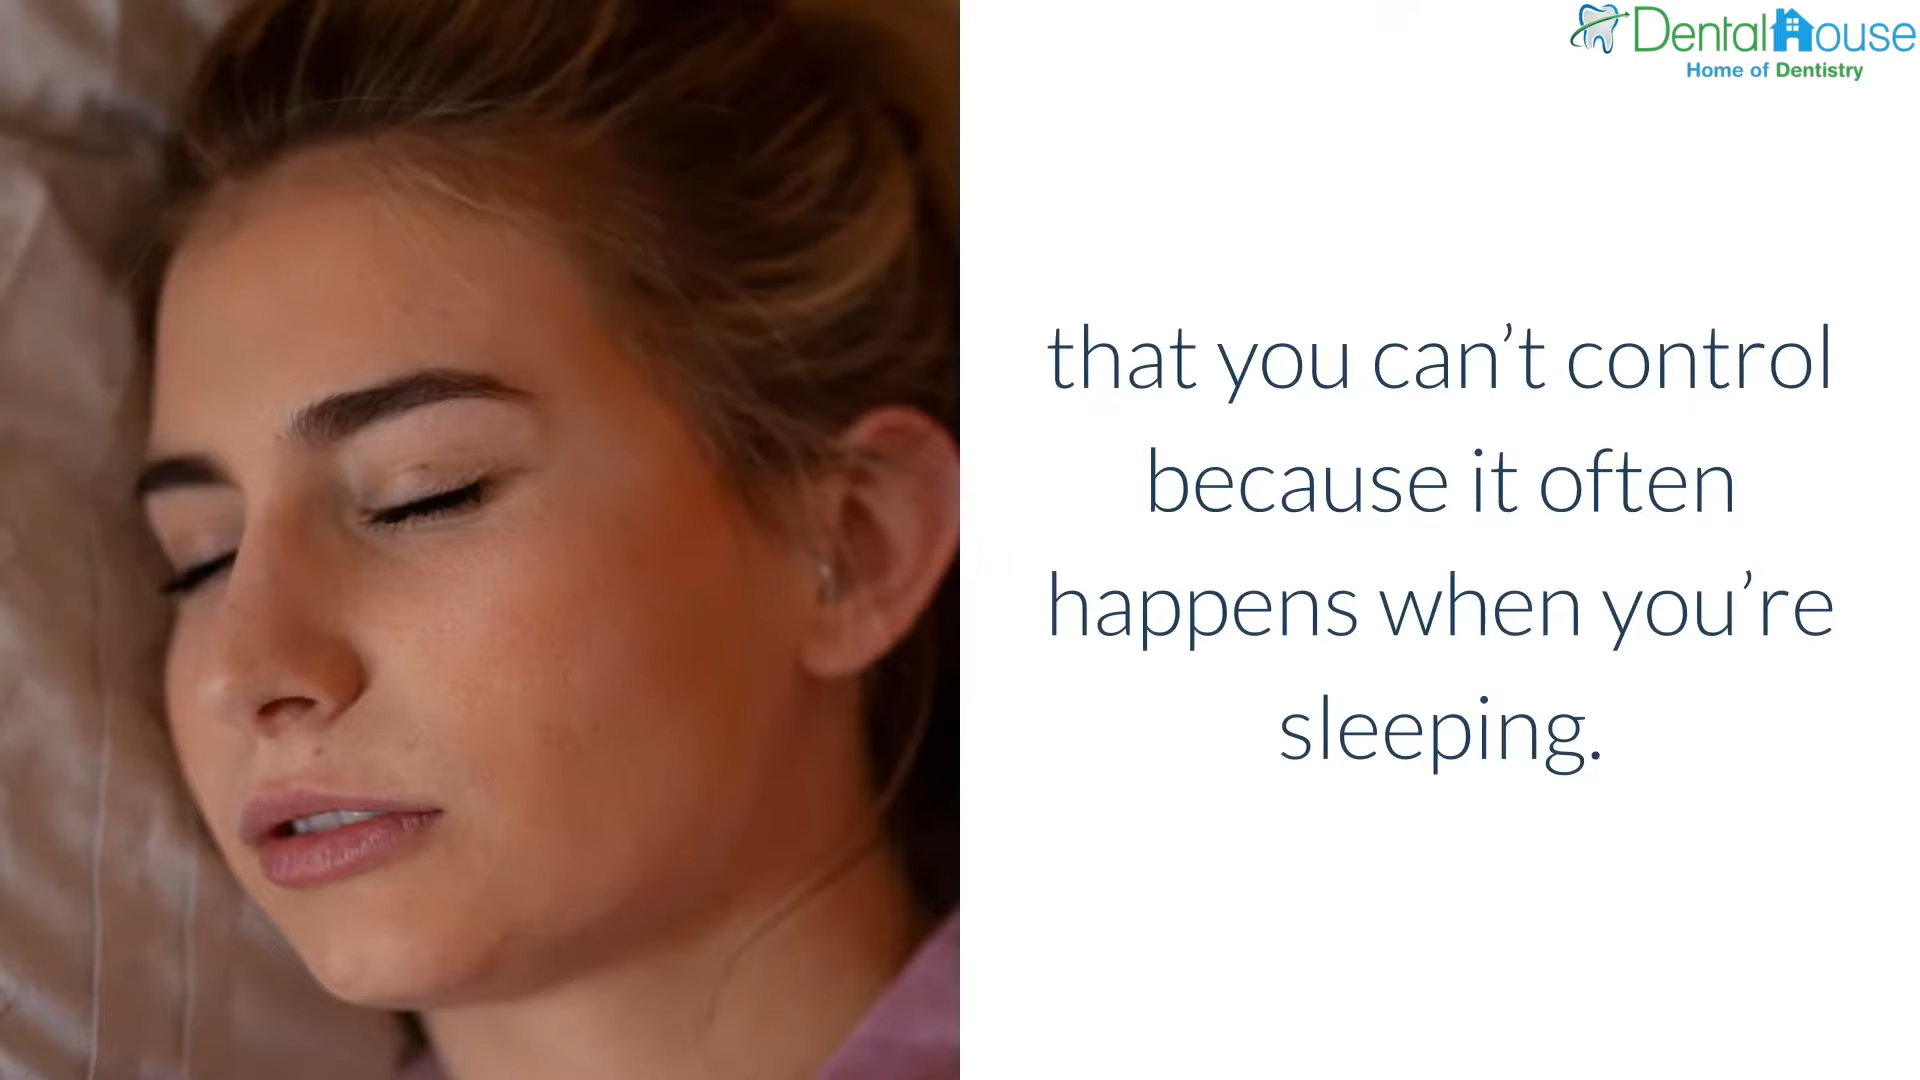 DentalHouse
Home of Dentistry
that you can’t control
because it often
happens when you’re
sleeping.